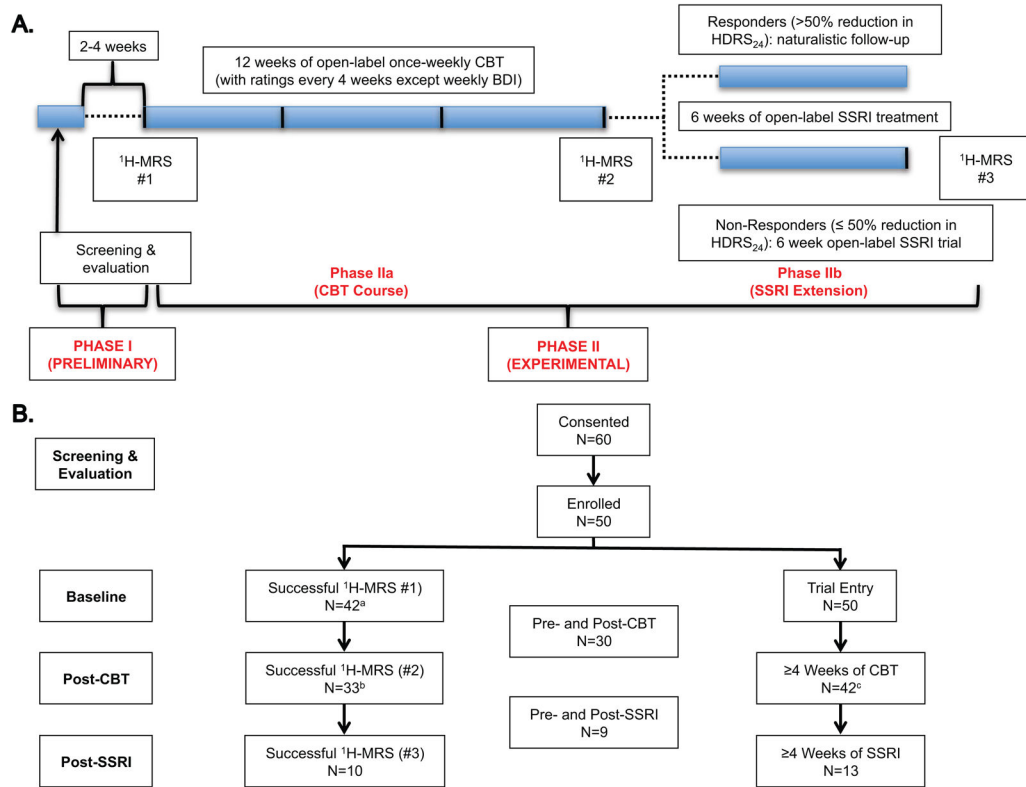 A.
2-4 weeks
12 weeks of open-label once-weekly CBT
(with ratings every 4 weeks except weekly BDI)
Responders (>50% reduction in
HDRS24): naturalistic follow-up
6 weeks of open-label SSRI treatment
1H-MRS
#1
1H-MRS
#2
1H-MRS
#3
Non-Responders (≤ 50% reduction in
HDRS24): 6 week open-label SSRI trial
Screening &
evaluation
Phase IIa
(CBT Course)
Phase IIb
(SSRI Extension)
PHASE I
(PRELIMINARY)
PHASE II
(EXPERIMENTAL)
B.
Screening &
Evaluation
Consented
N=60
Enrolled
N=50
Baseline
Successful 1H-MRS #1)
N=42a
Trial Entry
N=50
Pre- and Post-CBT
N=30
Post-CBT
Successful 1H-MRS (#2)
N=33b
≥4 Weeks of CBT
N=42c
Pre- and Post-SSRI
N=9
Post-SSRI
Successful 1H-MRS (#3)
N=10
≥4 Weeks of SSRI
N=13